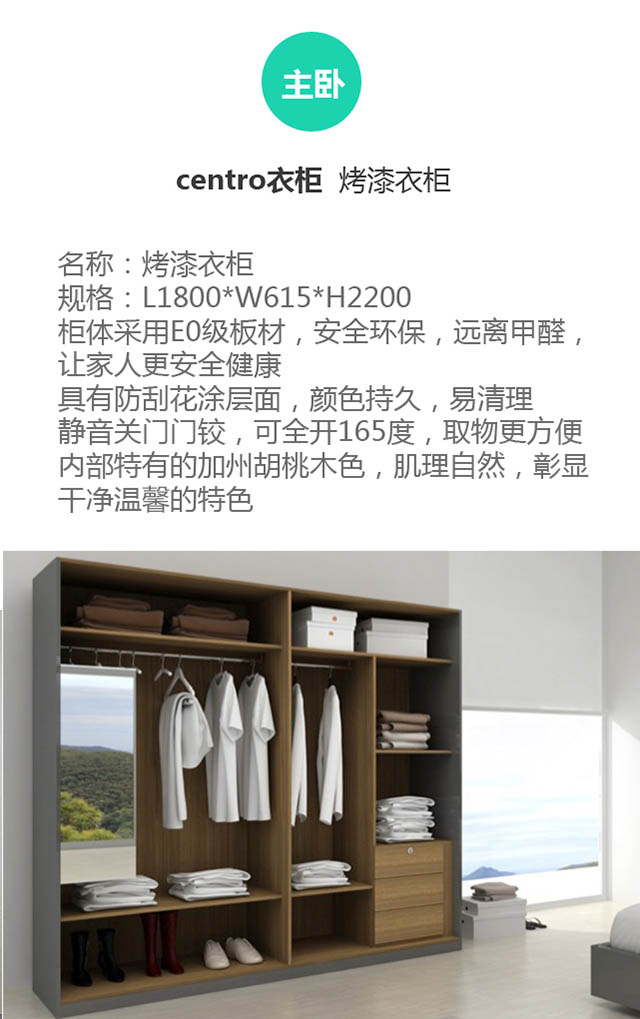 主卧
centro衣柜 烤漆衣柜
名称：烤漆衣柜
规格：L1800*W615*H2200
柜体采用E0级板材，安全环保，远离甲醛，
让家人更安全健康
具有防刮花涂层面，颜色持久，易清理
静音关门门铰，可全开165度，取物更方便
内部特有的加州胡桃木色，肌理自然，彰显
干净温馨的特色